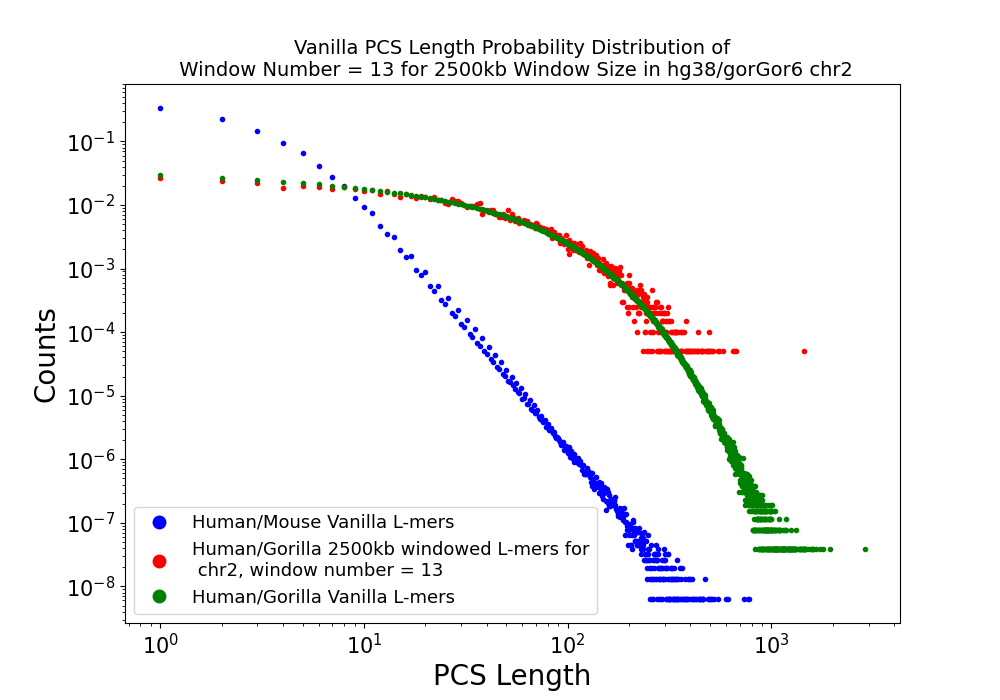 Vanilla PCS Length Probability Distribution of
Window Number = 13 for 2500kb Window Size in hg38/gorGor6 chr2
10⁻¹
10⁻²
10⁻³
10⁻⁴
10⁻⁵
10⁻⁶
10⁻⁷
10⁻⁸
Counts
Human/Mouse Vanilla L-mers
Human/Gorilla 2500kb windowed L-mers for
chr2, window number = 13
Human/Gorilla Vanilla L-mers
10⁰ 10¹ 10² 10³
PCS Length